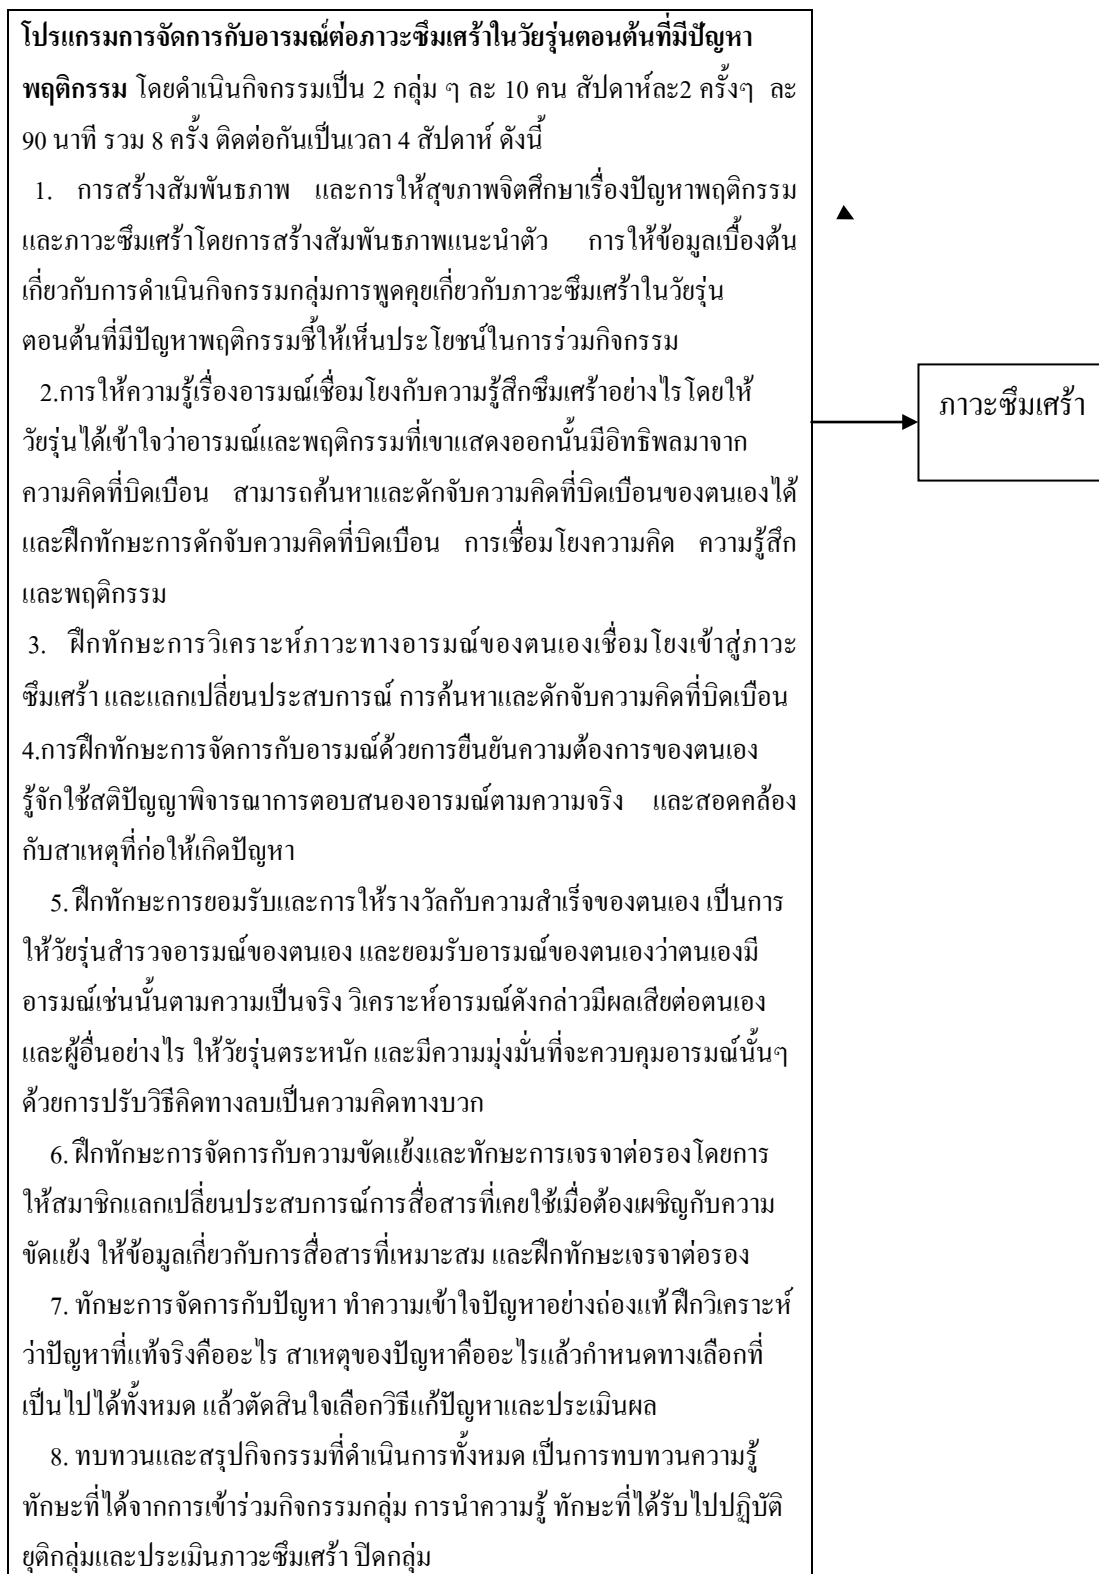 โปรแกรมการจัดการกับอารมณ์ต่อภาวะซึมเศร้าในวัยรุ่นตอนต้นที่มีปัญหา
พฤติกรรม โดยดำเนินกิจกรรมเป็น 2 กลุ่ม ๆ ละ 10 คน สัปดาห์ละ2 ครั้งๆ ละ
90 นาที รวม 8 ครั้ง ติดต่อกันเป็นเวลา 4 สัปดาห์ ดังนี้
1. การสร้างสัมพันธภาพ และการให้สุขภาพจิตศึกษาเรื่องปัญหาพฤติกรรม
และภาวะซึมเศร้าโดยการสร้างสัมพันธภาพแนะนำตัว การให้ข้อมูลเบื้องต้น
เกี่ยวกับการดำเนินกิจกรรมกลุ่มการพูดคุยเกี่ยวกับภาวะซึมเศร้าในวัยรุ่น
ตอนต้นที่มีปัญหาพฤติกรรมชี้ให้เห็นประโยชน์ในการร่วมกิจกรรม
2.การให้ความรู้เรื่องอารมณ์เชื่อมโยงกับความรู้สึกซึมเศร้าอย่างไรโดยให้
วัยรุ่นได้เข้าใจว่าอารมณ์และพฤติกรรมที่เขาแสดงออกนั้นมีอิทธิพลมาจาก
ความคิดที่บิดเบือน สามารถค้นหาและดักจับความคิดที่บิดเบือนของตนเองได้
และฝึกทักษะการดักจับความคิดที่บิดเบือน การเชื่อมโยงความคิด ความรู้สึก
และพฤติกรรม
3. ฝึกทักษะการวิเคราะห์ภาวะทางอารมณ์ของตนเองเชื่อมโยงเข้าสู่ภาวะ
ซึมเศร้า และแลกเปลี่ยนประสบการณ์ การค้นหาและดักจับความคิดที่บิดเบือน
4.การฝึกทักษะการจัดการกับอารมณ์ด้วยการยืนยันความต้องการของตนเอง
รู้จักใช้สติปัญญาพิจารณาการตอบสนองอารมณ์ตามความจริง และสอดคล้อง
กับสาเหตุที่ก่อให้เกิดปัญหา
5. ฝึกทักษะการยอมรับและการให้รางวัลกับความสำเร็จของตนเอง เป็นการ
ให้วัยรุ่นสำรวจอารมณ์ของตนเอง และยอมรับอารมณ์ของตนเองว่าตนเองมี
อารมณ์เช่นนั้นตามความเป็นจริง วิเคราะห์อารมณ์ดังกล่าวมีผลเสียต่อตนเอง
และผู้อื่นอย่างไร ให้วัยรุ่นตระหนัก และมีความมุ่งมั่นที่จะควบคุมอารมณ์นั้นๆ
ด้วยการปรับวิธีคิดทางลบเป็นความคิดทางบวก
6. ฝึกทักษะการจัดการกับความขัดแย้งและทักษะการเจรจาต่อรองโดยการ
ให้สมาชิกแลกเปลี่ยนประสบการณ์การสื่อสารที่เคยใช้เมื่อต้องเผชิญกับความ
ขัดแย้ง ให้ข้อมูลเกี่ยวกับการสื่อสารที่เหมาะสม และฝึกทักษะเจรจาต่อรอง
7. ทักษะการจัดการกับปัญหา ทำความเข้าใจปัญหาอย่างถ่องแท้ ฝึกวิเคราะห์
ว่าปัญหาที่แท้จริงคืออะไร สาเหตุของปัญหาคืออะไรแล้วกำหนดทางเลือกที่
เป็นไปได้ทั้งหมด แล้วตัดสินใจเลือกวิธีแก้ปัญหาและประเมินผล
8. ทบทวนและสรุปกิจกรรมที่ดำเนินการทั้งหมด เป็นการทบทวนความรู้
ทักษะที่ได้จากการเข้าร่วมกิจกรรมกลุ่ม การนำความรู้ ทักษะที่ได้รับไปปฏิบัติ
ยุติกลุ่มและประเมินภาวะซึมเศร้า ปิดกลุ่ม
ภาวะซึมเศร้า